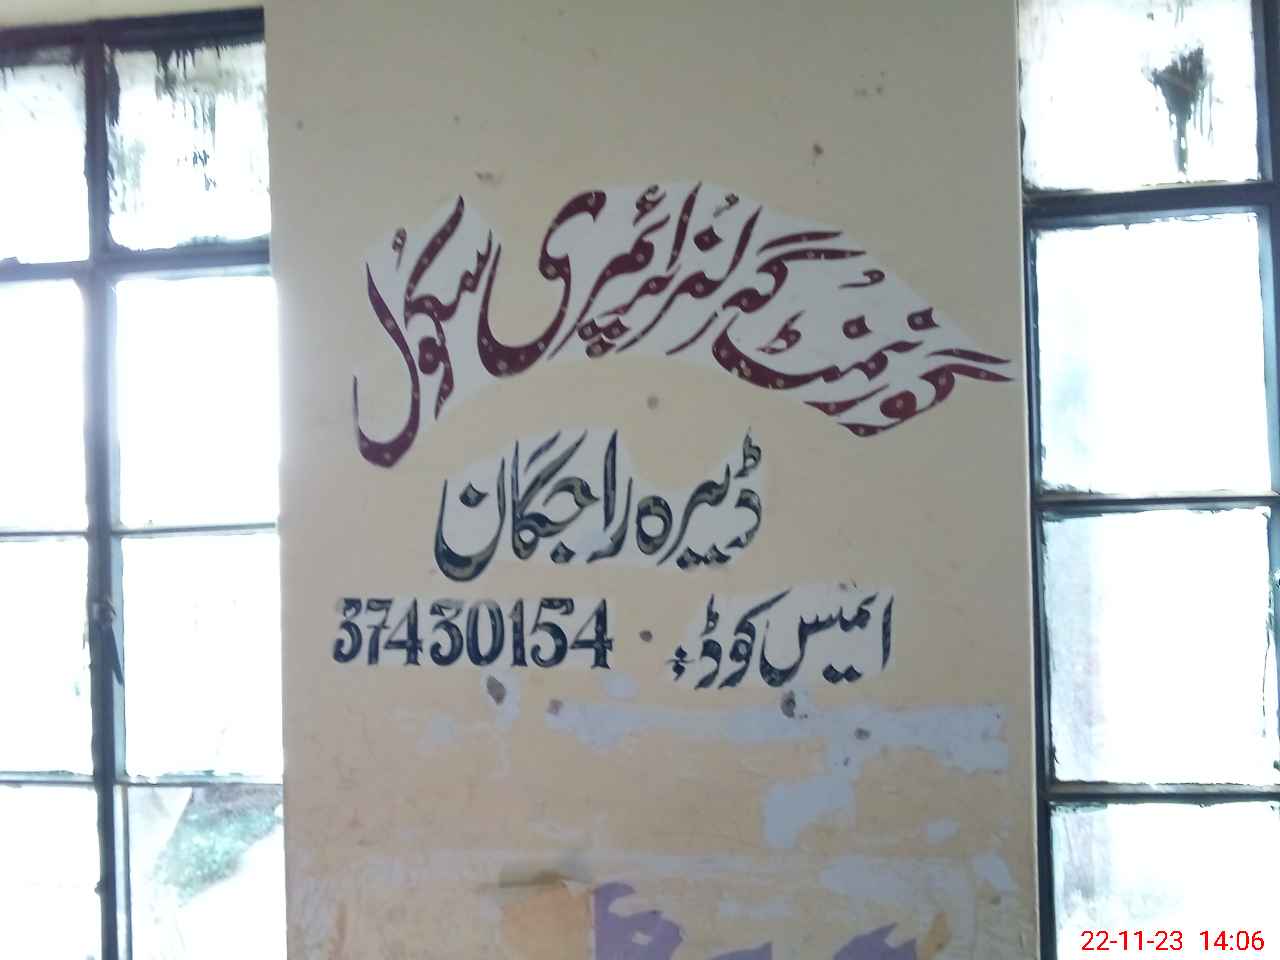 گورنمنٹ گرلز پرائمری سکول
ڈیرہ راجگان
ایمیس کوڈ: 37430154
22-11-23 14:06